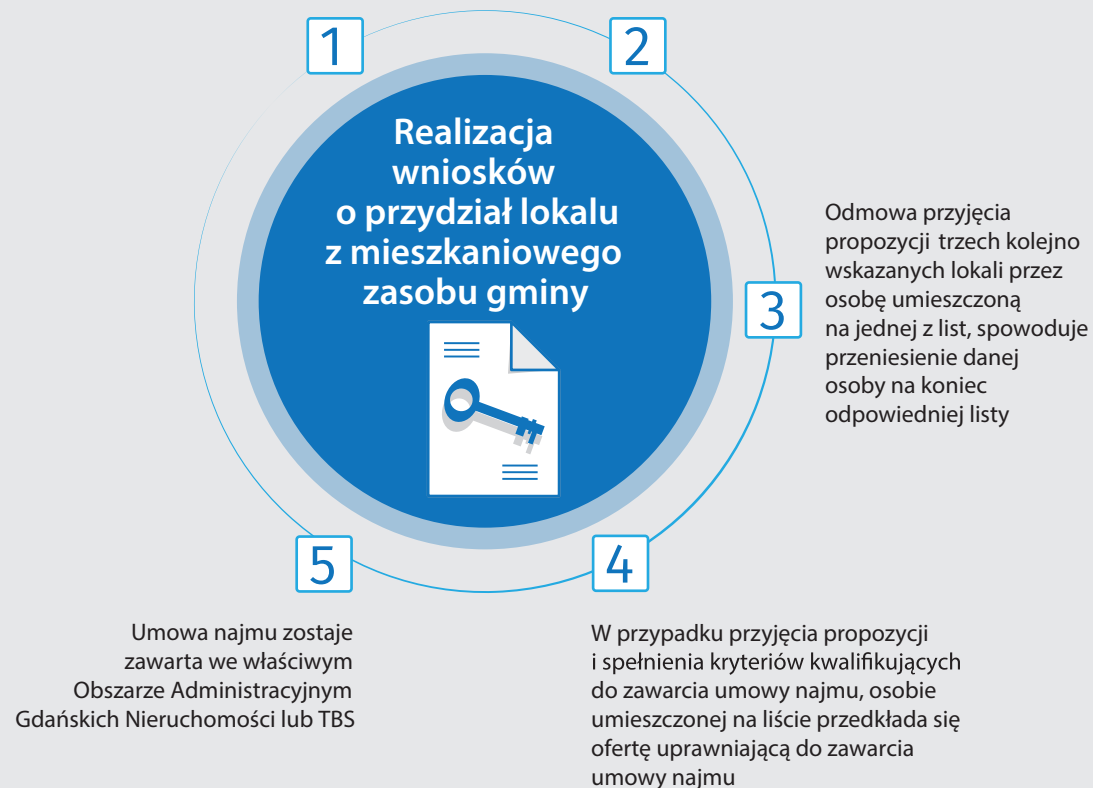 1
2
Realizacja
wniosków
o przydział lokalu
z mieszkaniowego
zasobu gminy
3
Odmowa przyjęcia
propozycji trzech kolejno
wskazanych lokali przez
osobę umieszczoną
na jednej z list, spowoduje
przeniesienie danej
osoby na koniec
odpowiedniej listy
4
W przypadku przyjęcia propozycji
i spełnienia kryteriów kwalifikujących
do zawarcia umowy najmu, osobie
umieszczonej na liście przedkłada się
ofertę uprawniającą do zawarcia
umowy najmu
5
Umowa najmu zostaje
zawarta we właściwym
Obszarze Administracyjnym
Gdańskich Nieruchomości lub TBS